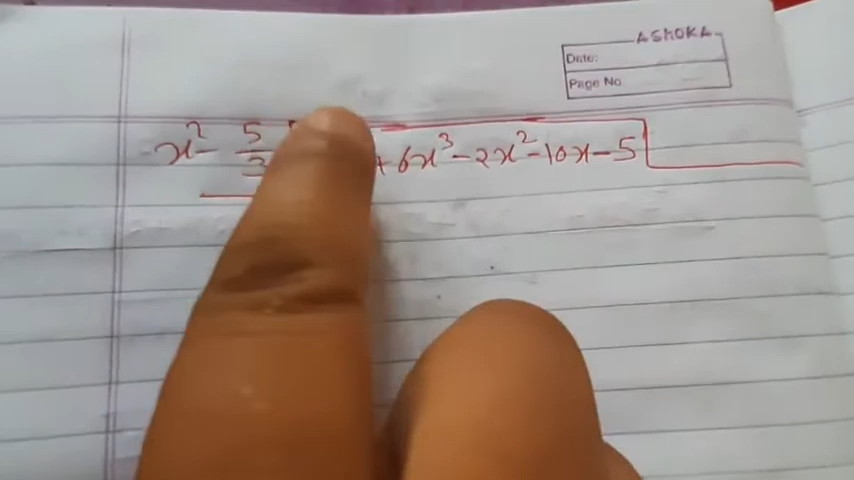 ASHOKA
Date:
Page No.
x² - 5/3 + 6x³ - 2x² - 10x - 5